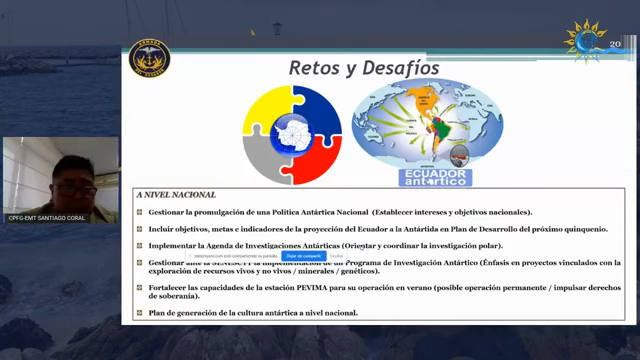 20
Retos y Desafíos
ECUADOR
antártico
A NIVEL NACIONAL
Gestionar la promulgación de una Política Antártica Nacional (Establecer intereses y objetivos nacionales).
Incluir objetivos, metas e indicadores de la proyección del Ecuador a la Antártida en Plan de Desarrollo del próximo quinquenio.
Implementar la Agenda de Investigaciones Antárticas (Orientar y coordinar la investigación polar).
Dejar de compartir
Ocultar
Gestionar ante la SENESCYT la implementación de un Programa de Investigación Antártico (Énfasis en proyectos vinculados con la
exploración de recursos vivos y no vivos / minerales / genéticos).
Fortalecer las capacidades de la estación PEVIMA para su operación en verano (posible operación permanente / impulsar derechos
de soberanía).
Plan de generación de la cultura antártica a nivel nacional.
CPFG-EMT SANTIAGO CORAL